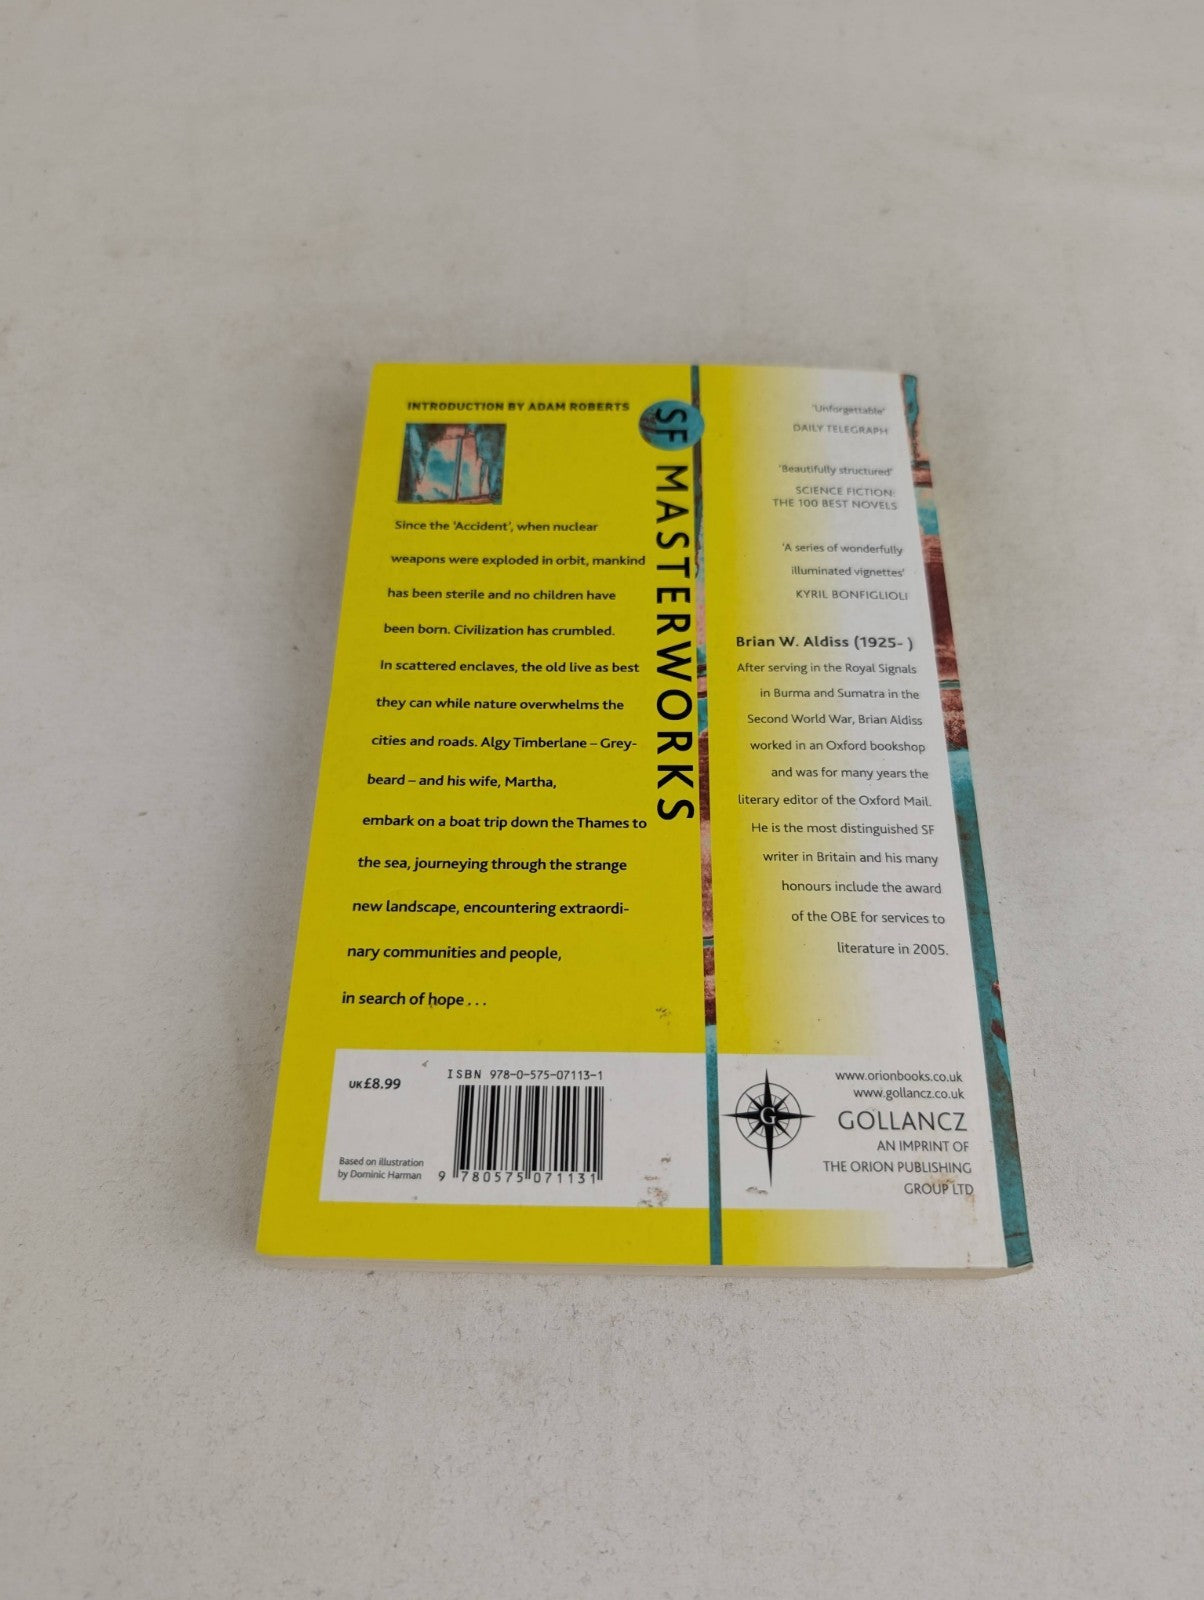 INTRODUCTION BY ADAM ROBERTS
Since the 'Accident', when nuclear
weapons were exploded in orbit, mankind
has been sterile and no children have
been born. Civilization has crumbled.
In scattered enclaves, the old live as best
they can while nature overwhelms the
cities and roads. Algy Timberlane – Grey-
beard – and his wife, Martha,
embark on a boat trip down the Thames to
the sea, journeying through the strange
new landscape, encountering extraordi-
nary communities and people,
in search of hope . . .
UK £8.99
ISBN 978-0-575-07113-1
9 780575 071131
Based on illustration
by Dominic Harman
SF MASTERWORKS
'Unforgettable'
DAILY TELEGRAPH
'Beautifully structured'
SCIENCE FICTION:
THE 100 BEST NOVELS
'A series of wonderfully
illuminated vignettes'
KYRIL BONFIGLIOLI
Brian W. Aldiss (1925- )
After serving in the Royal Signals
in Burma and Sumatra in the
Second World War, Brian Aldiss
worked in an Oxford bookshop
and was for many years the
literary editor of the Oxford Mail.
He is the most distinguished SF
writer in Britain and his many
honours include the award
of the OBE for services to
literature in 2005.
G
www.orionbooks.co.uk
www.gollancz.co.uk
GOLLANCZ
AN IMPRINT OF
THE ORION PUBLISHING
GROUP LTD